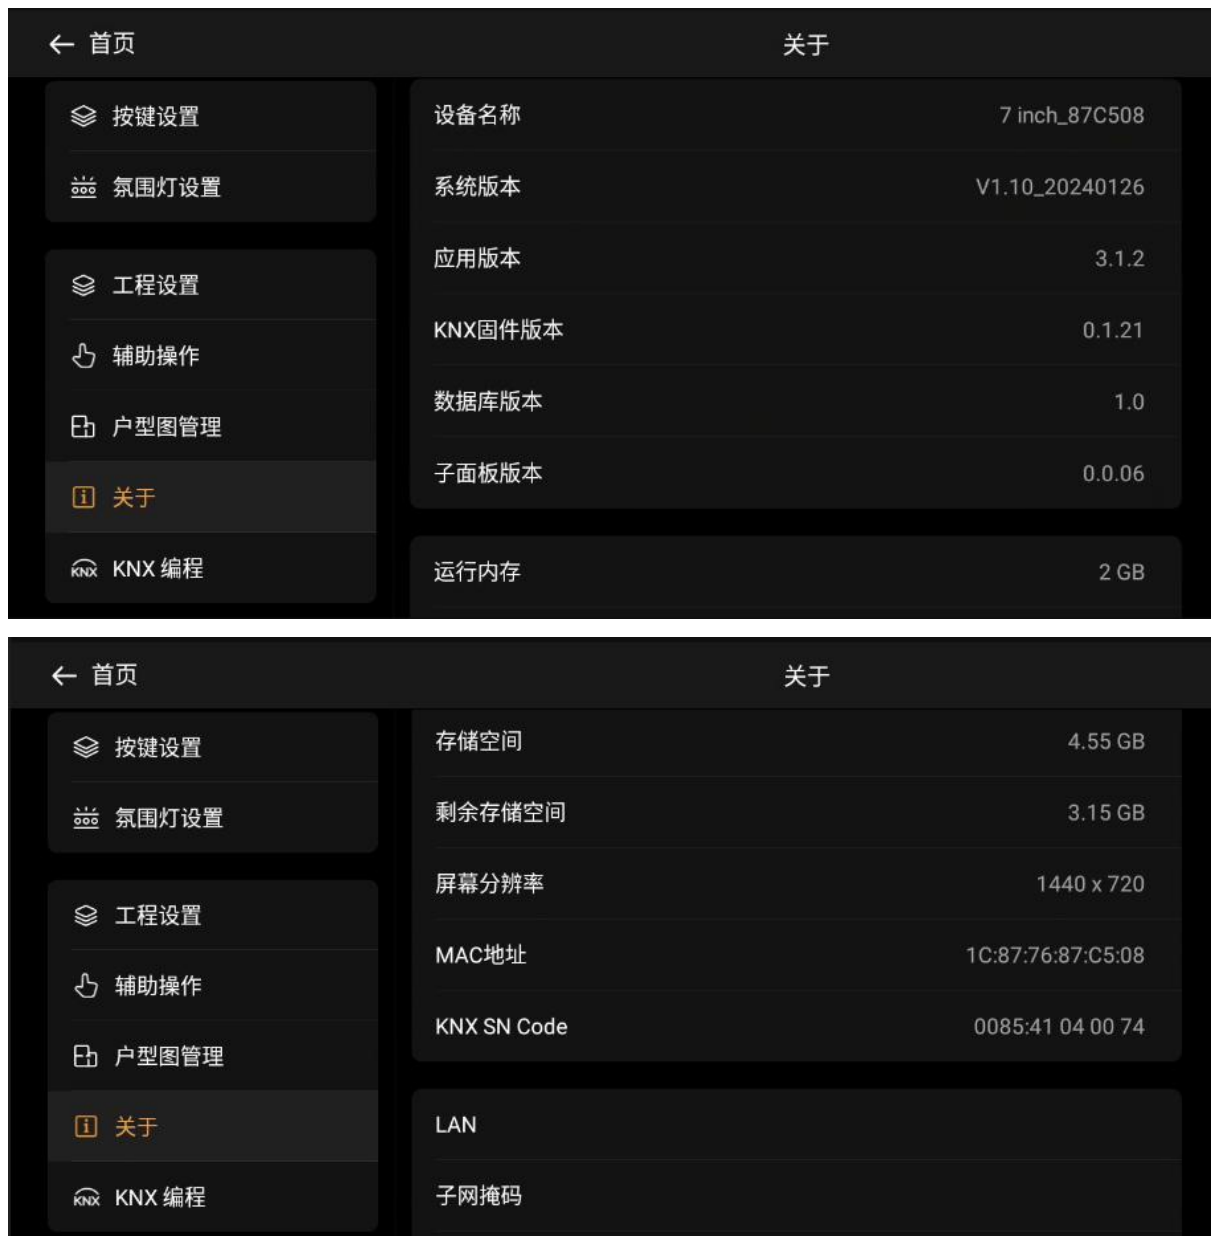 首页
关于
按键设置
氛围灯设置
工程设置
辅助操作
户型图管理
关于
KNX
KNX 编程
设备名称 7 inch_87C508
系统版本 V1.10_20240126
应用版本 3.1.2
KNX固件版本 0.1.21
数据库版本 1.0
子面板版本 0.0.06
运行内存 2 GB
首页
关于
按键设置
氛围灯设置
工程设置
辅助操作
户型图管理
关于
KNX
KNX 编程
存储空间 4.55 GB
剩余存储空间 3.15 GB
屏幕分辨率 1440 x 720
MAC地址 1C:87:76:87:C5:08
KNX SN Code 0085:41 04 00 74
LAN
子网掩码